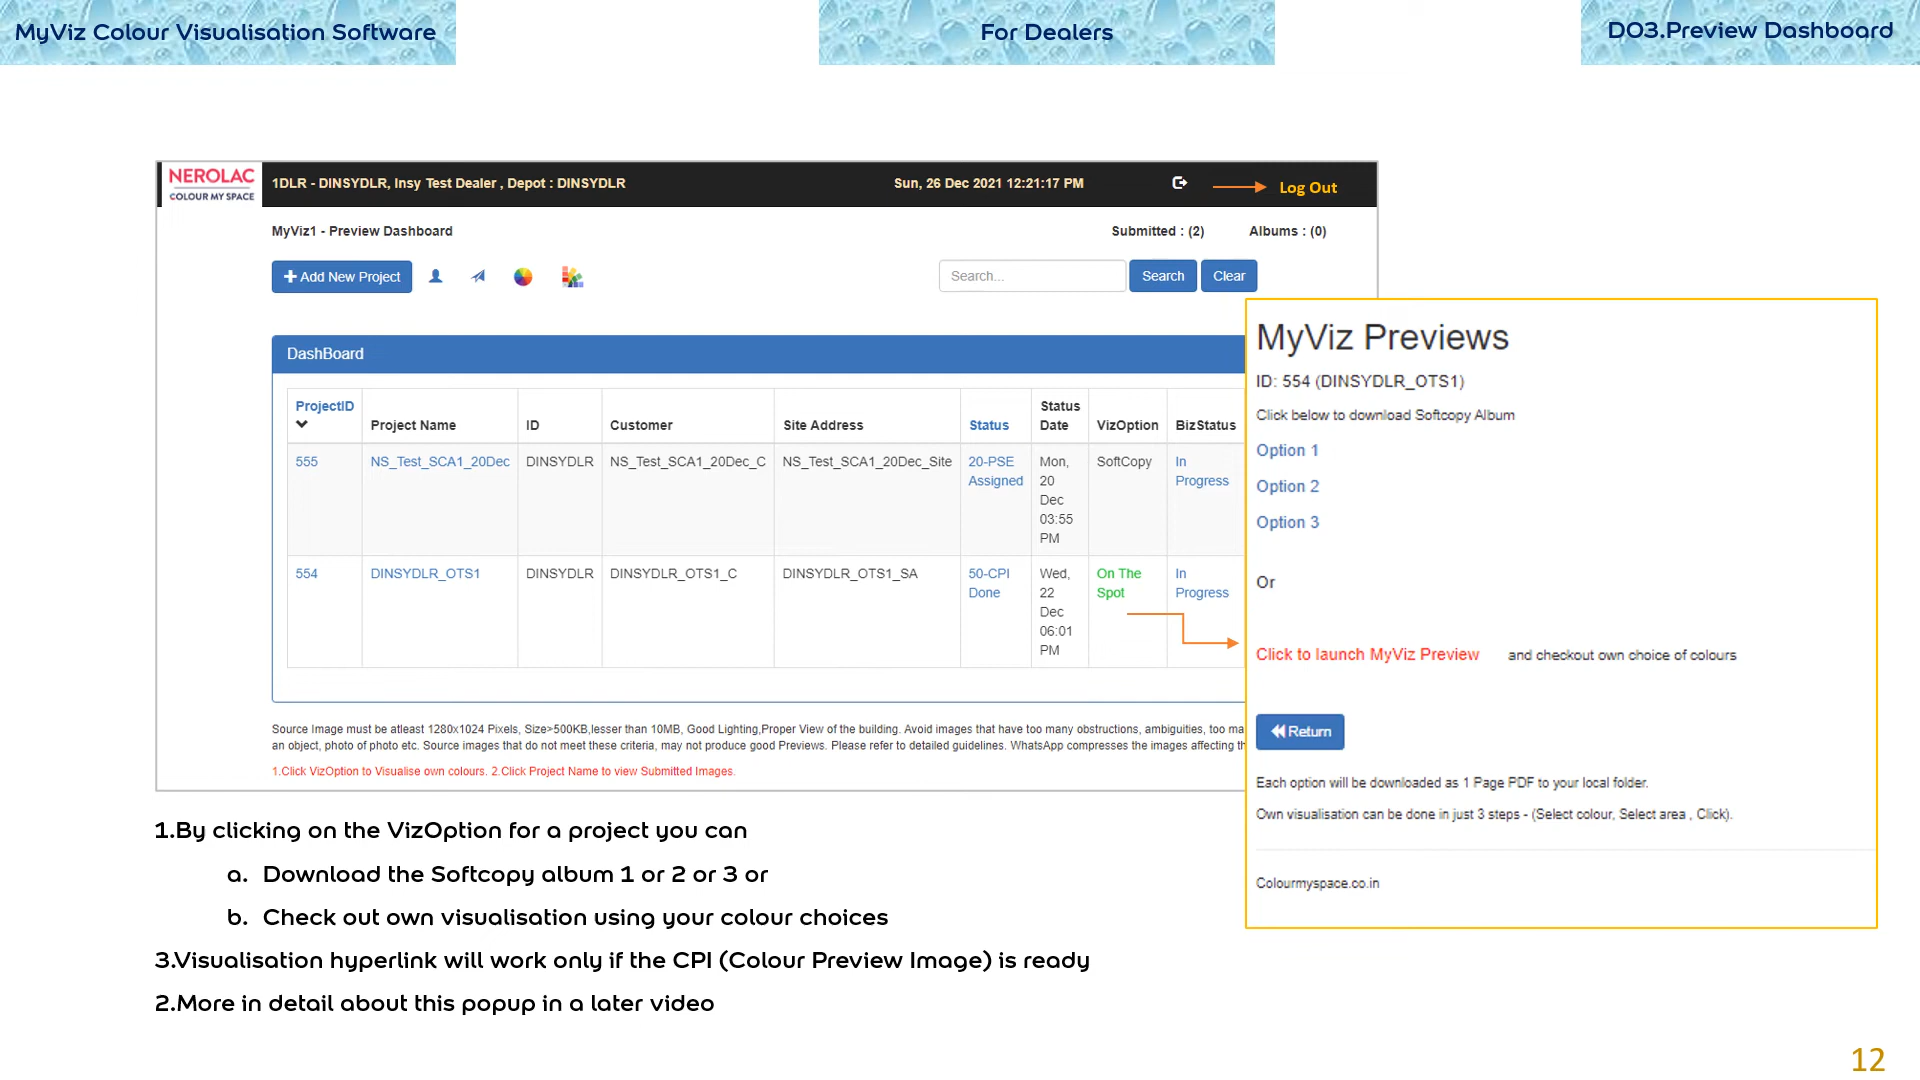 MyViz Colour Visualisation Software
For Dealers
DO3.Preview Dashboard
NEROLAC
COLOUR MY SPACE
1DLR - DINSYDLR, Insy Test Dealer , Depot : DINSYDLR
Sun, 26 Dec 2021 12:21:17 PM
Log Out
MyViz1 - Preview Dashboard
Submitted : (2)
Albums : (0)
Add New Project
Search...
Search
Clear
DashBoard
ProjectID
Project Name
ID
Customer
Site Address
Status
Status
Date
VizOption
BizStatus
555
NS_Test_SCA1_20Dec
DINSYDLR
NS_Test_SCA1_20Dec_C
NS_Test_SCA1_20Dec_Site
20-PSE
Assigned
Mon,
20
Dec
03:55
PM
SoftCopy
In
Progress
554
DINSYDLR_OTS1
DINSYDLR
DINSYDLR_OTS1_C
DINSYDLR_OTS1_SA
50-CPI
Done
Wed,
22
Dec
06:01
PM
On The
Spot
In
Progress
Source Image must be atleast 1280x1024 Pixels, Size>500KB,lesser than 10MB, Good Lighting,Proper View of the building. Avoid images that have too many obstructions, ambiguities, too ma
an object, photo of photo etc. Source images that do not meet these criteria, may not produce good Previews. Please refer to detailed guidelines. WhatsApp compresses the images affecting th
1.Click VizOption to Visualise own colours. 2.Click Project Name to view Submitted Images.
MyViz Previews
ID: 554 (DINSYDLR_OTS1)
Click below to download Softcopy Album
Option 1
Option 2
Option 3
Or
Click to launch MyViz Preview and checkout own choice of colours
Return
Each option will be downloaded as 1 Page PDF to your local folder.
Own visualisation can be done in just 3 steps - (Select colour, Select area , Click).
Colourmyspace.co.in
1.By clicking on the VizOption for a project you can
a. Download the Softcopy album 1 or 2 or 3 or
b. Check out own visualisation using your colour choices
3.Visualisation hyperlink will work only if the CPI (Colour Preview Image) is ready
2.More in detail about this popup in a later video
12